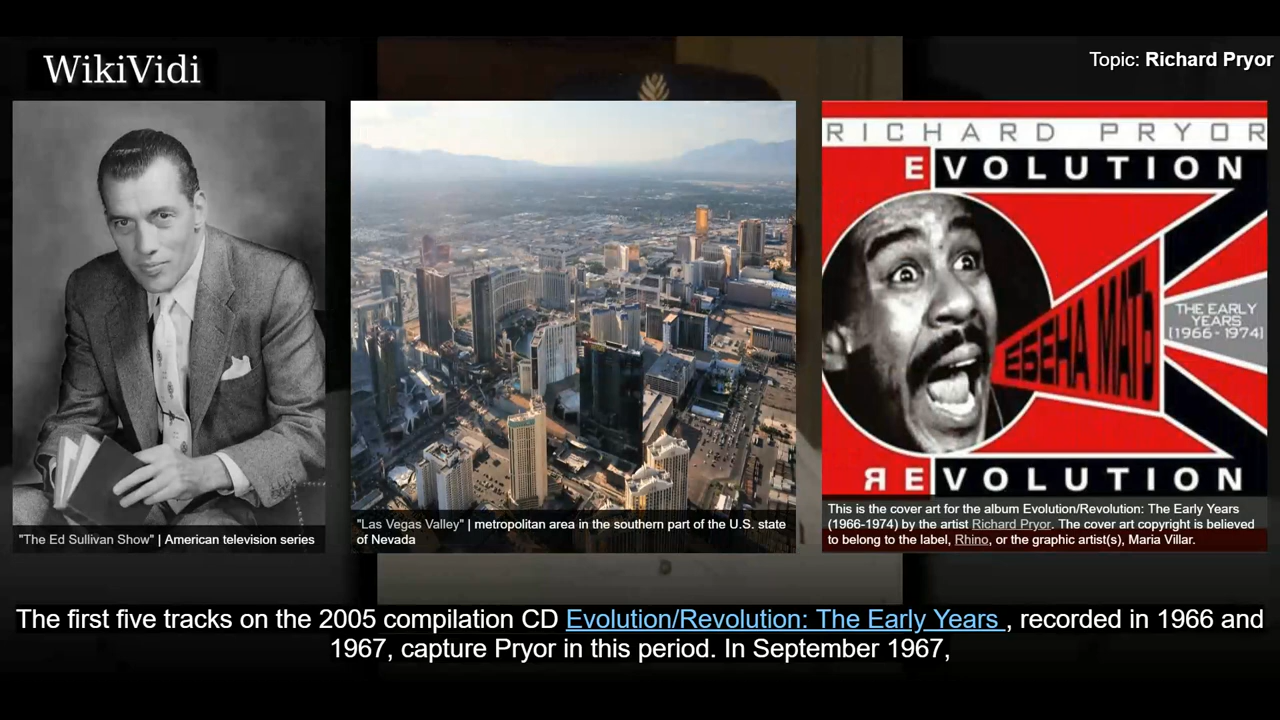 WikiVidi
Topic: Richard Pryor
"The Ed Sullivan Show" | American television series
"Las Vegas Valley" | metropolitan area in the southern part of the U.S. state
of Nevada
RICHARD PRYOR
EVOLUTION
ЕБЕНА МАТЬ
THE EARLY
YEARS
[1966-1974]
ЯEVOLUTION
This is the cover art for the album Evolution/Revolution: The Early Years
(1966-1974) by the artist Richard Pryor. The cover art copyright is believed
to belong to the label, Rhino, or the graphic artist(s), Maria Villar.
The first five tracks on the 2005 compilation CD Evolution/Revolution: The Early Years , recorded in 1966 and
1967, capture Pryor in this period. In September 1967,